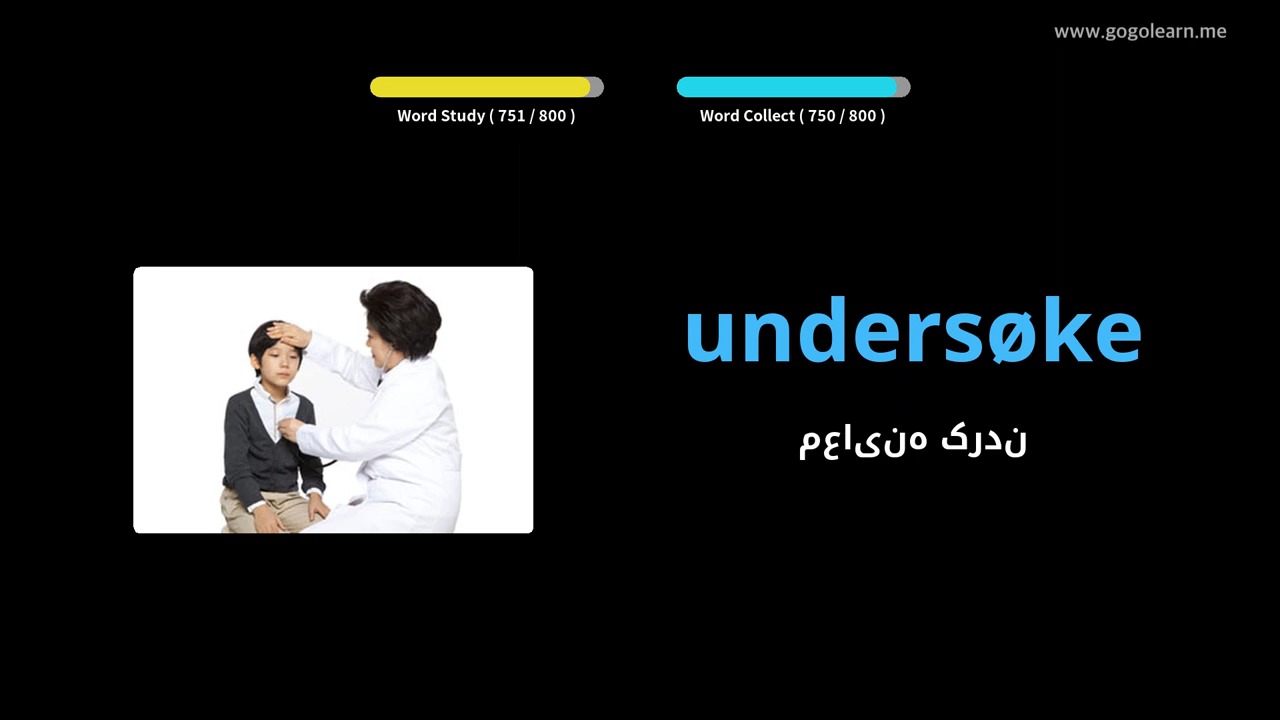 www.gogolearn.me
Word Study ( 751 / 800 )
Word Collect ( 750 / 800 )
undersøke
معاینه کردن